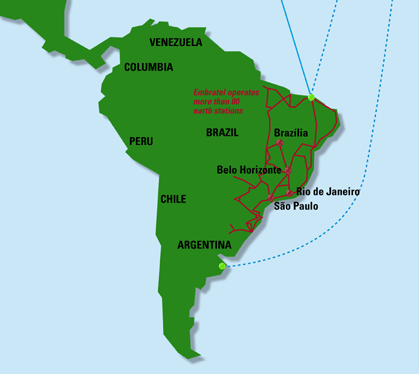 VENEZUELA
COLUMBIA
Embratel operates
more than 80
earth stations
BRAZIL
Brazília
PERU
Belo Horizonte
CHILE
Rio de Janeiro
São Paulo
ARGENTINA